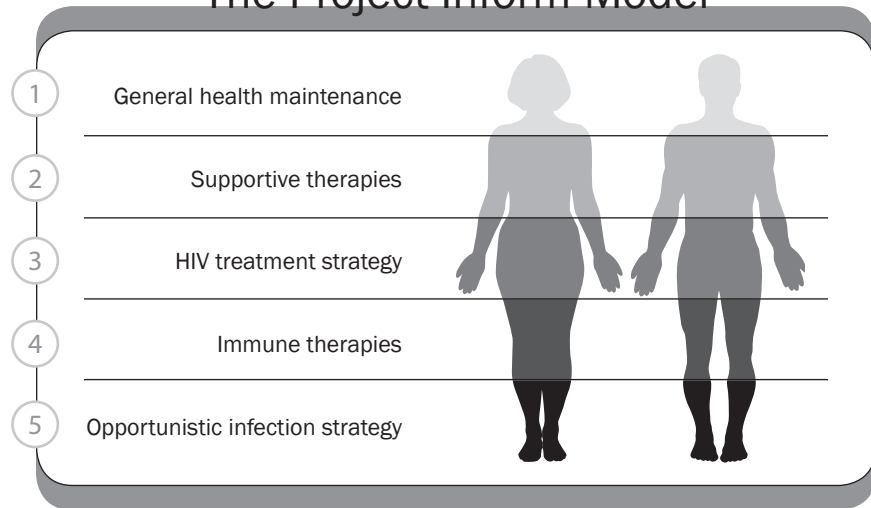 The Project Inform Model
1 General health maintenance
2 Supportive therapies
3 HIV treatment strategy
4 Immune therapies
5 Opportunistic infection strategy